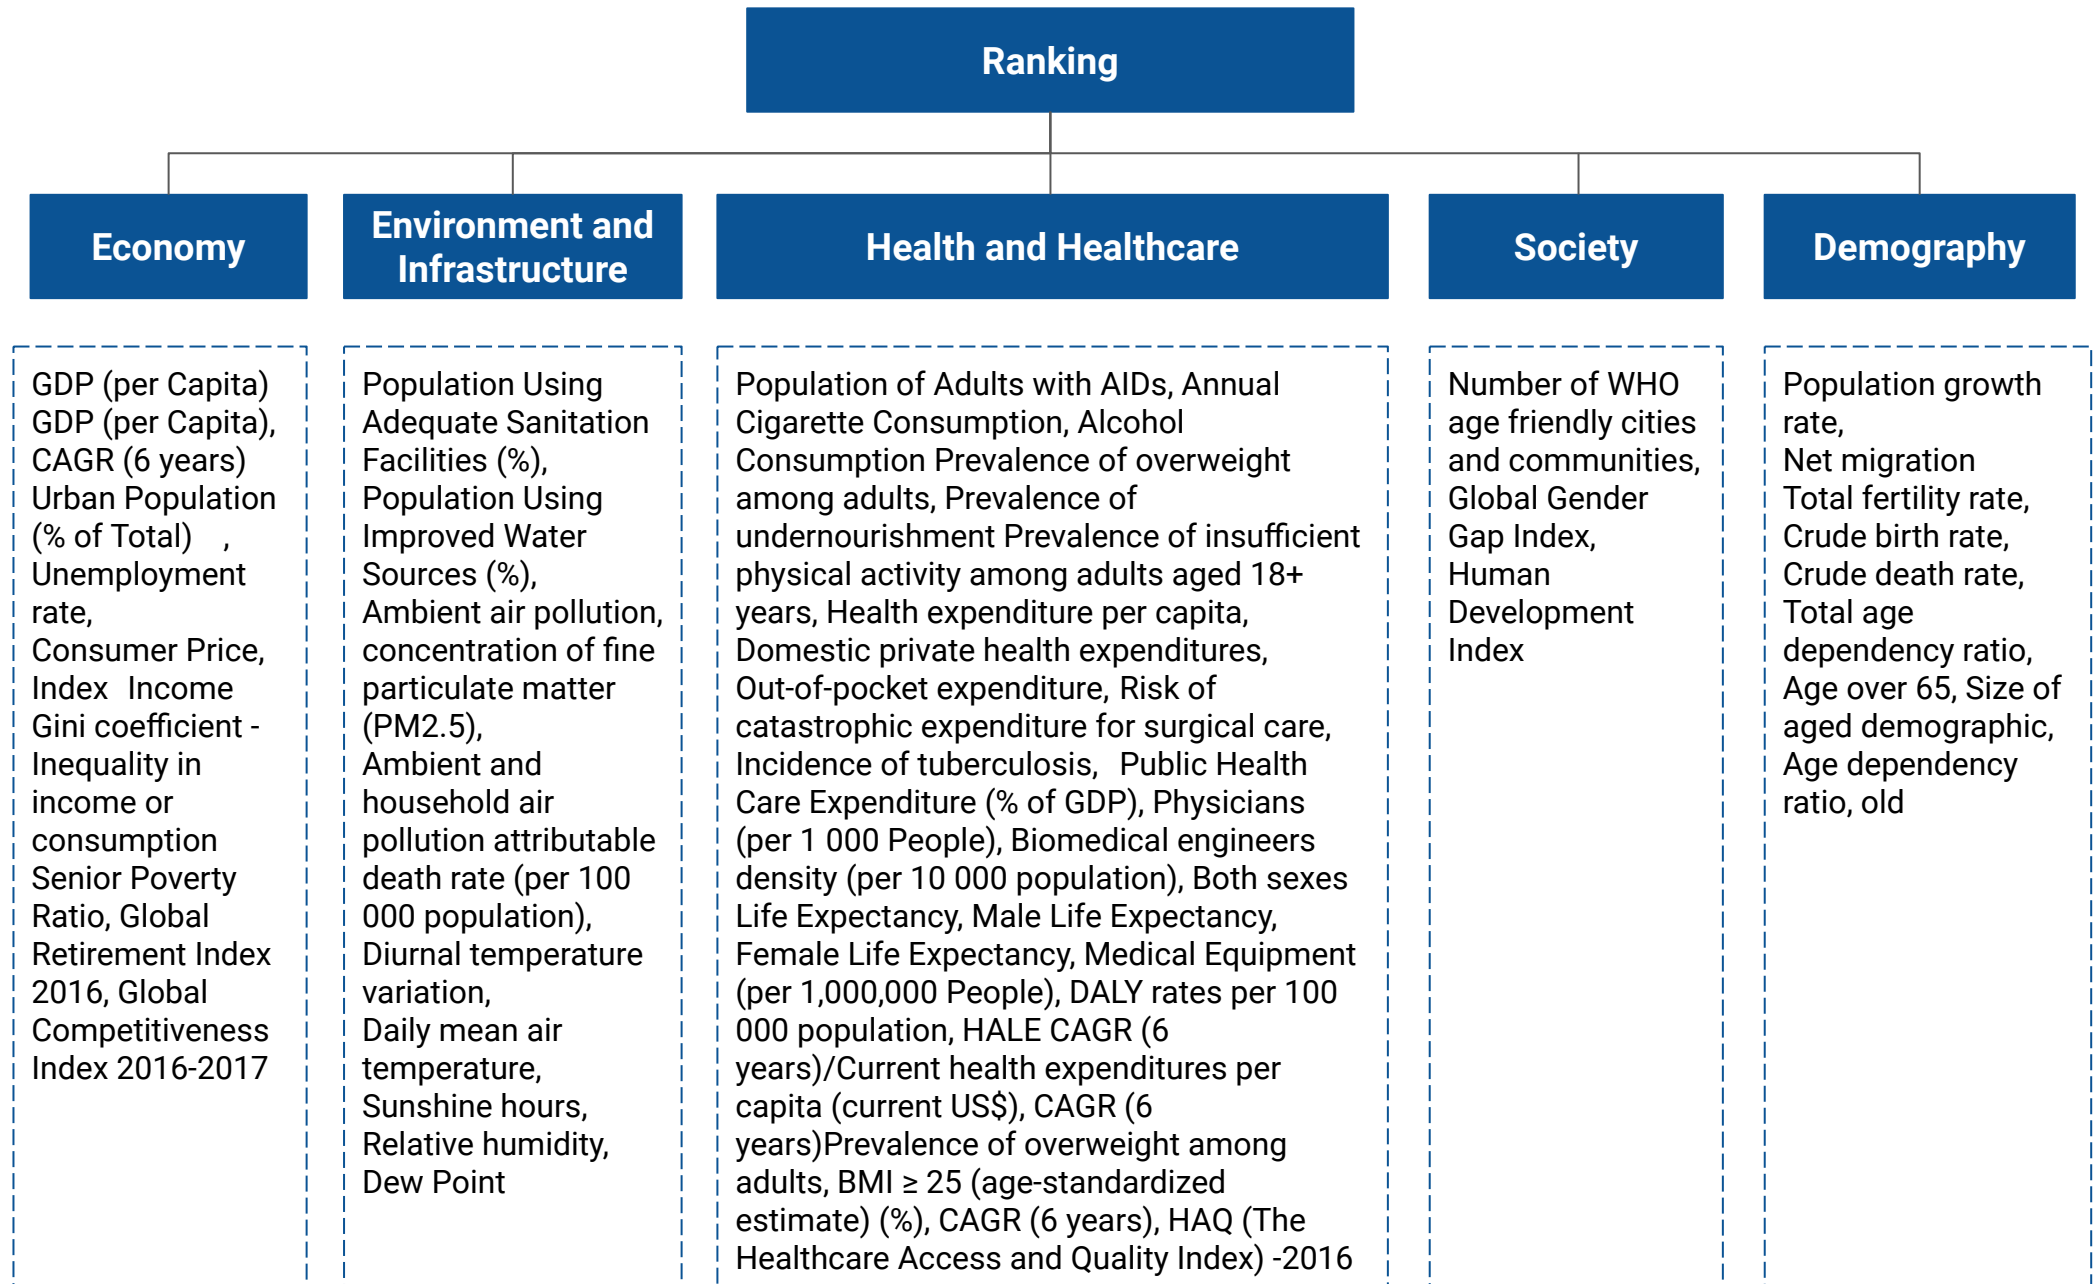 Ranking
Economy
Environment and
Infrastructure
Health and Healthcare
Society
Demography
GDP (per Capita)
GDP (per Capita),
CAGR (6 years)
Urban Population
(% of Total)   ,
Unemployment
rate,
Consumer Price,
Index  Income
Gini coefficient -
Inequality in
income or
consumption
Senior Poverty
Ratio, Global
Retirement Index
2016, Global
Competitiveness
Index 2016-2017
Population Using
Adequate Sanitation
Facilities (%),
Population Using
Improved Water
Sources (%),
Ambient air pollution,
concentration of fine
particulate matter
(PM2.5),
Ambient and
household air
pollution attributable
death rate (per 100
000 population),
Diurnal temperature
variation,
Daily mean air
temperature,
Sunshine hours,
Relative humidity,
Dew Point
Population of Adults with AIDs, Annual
Cigarette Consumption, Alcohol
Consumption Prevalence of overweight
among adults, Prevalence of
undernourishment Prevalence of insufficient
physical activity among adults aged 18+
years, Health expenditure per capita,
Domestic private health expenditures,
Out-of-pocket expenditure, Risk of
catastrophic expenditure for surgical care,
Incidence of tuberculosis,  Public Health
Care Expenditure (% of GDP), Physicians
(per 1 000 People), Biomedical engineers
density (per 10 000 population), Both sexes
Life Expectancy, Male Life Expectancy,
Female Life Expectancy, Medical Equipment
(per 1,000,000 People), DALY rates per 100
000 population, HALE CAGR (6
years)/Current health expenditures per
capita (current US$), CAGR (6
years)Prevalence of overweight among
adults, BMI ≥ 25 (age-standardized
estimate) (%), CAGR (6 years), HAQ (The
Healthcare Access and Quality Index) -2016
Number of WHO
age friendly cities
and communities,
Global Gender
Gap Index,
Human
Development
Index
Population growth
rate,
Net migration
Total fertility rate,
Crude birth rate,
Crude death rate,
Total age
dependency ratio,
Age over 65, Size of
aged demographic,
Age dependency
ratio, old